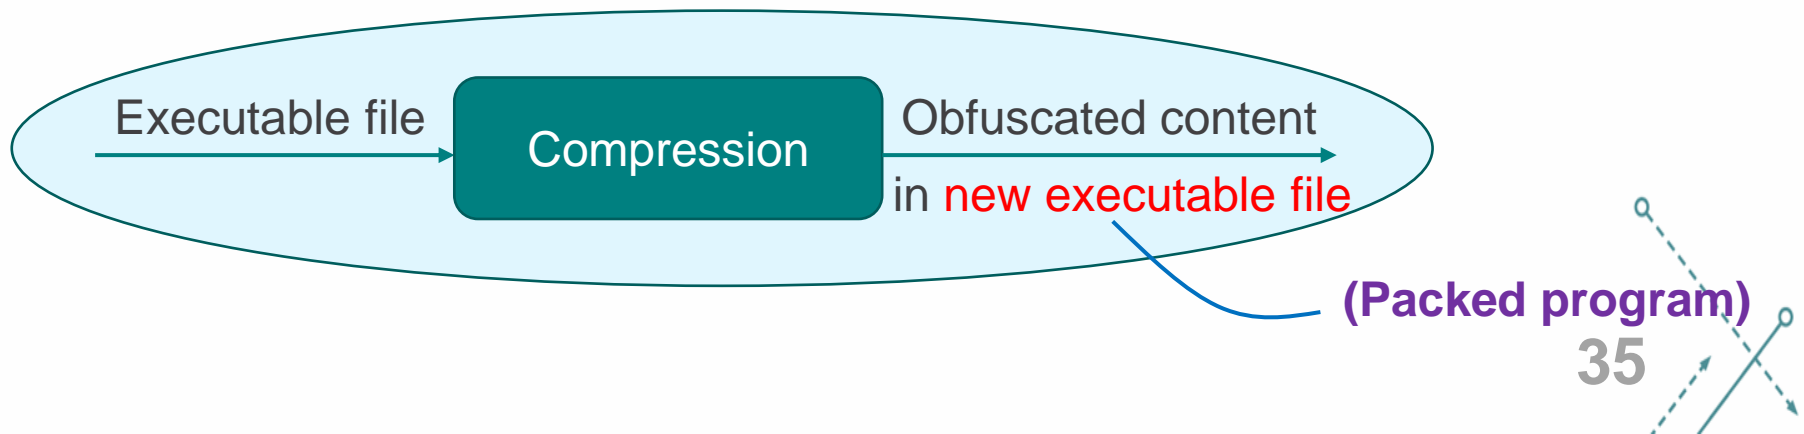 Executable file
Compression
Obfuscated content
in new executable file
(Packed program)
35